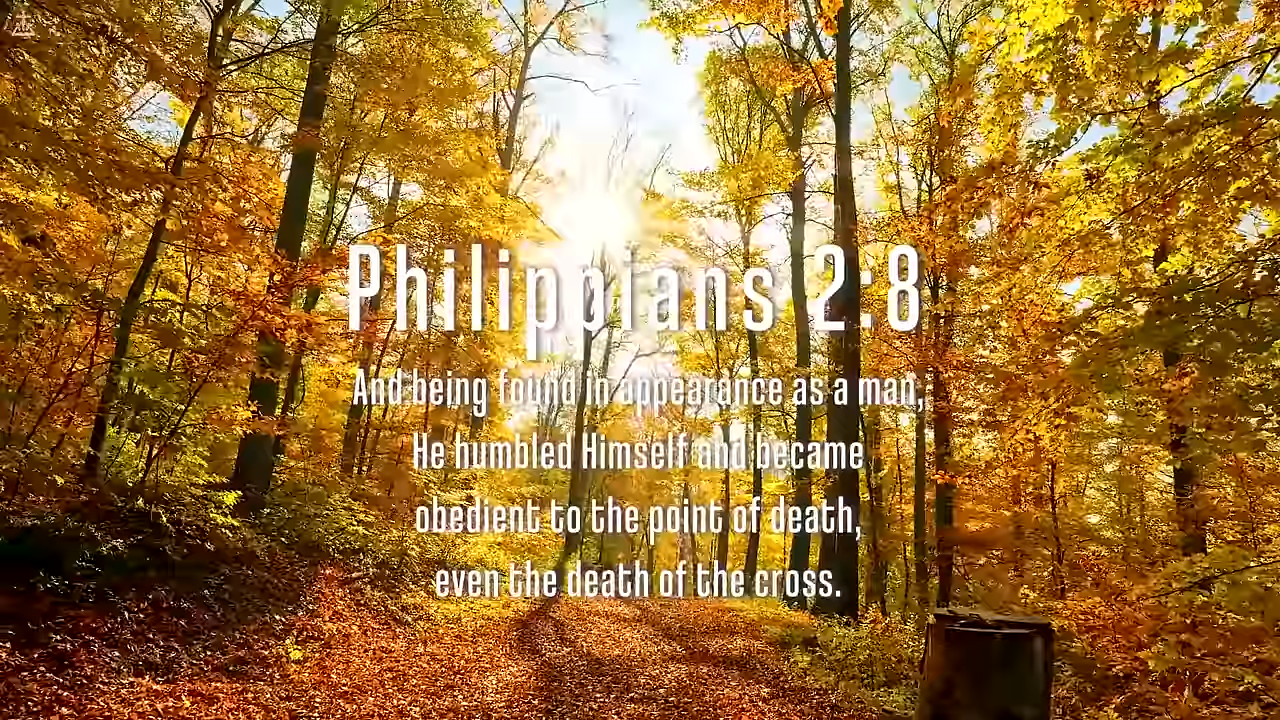 Philippians 2:8
And being found in appearance as a man,
He humbled Himself and became
obedient to the point of death,
even the death of the cross.